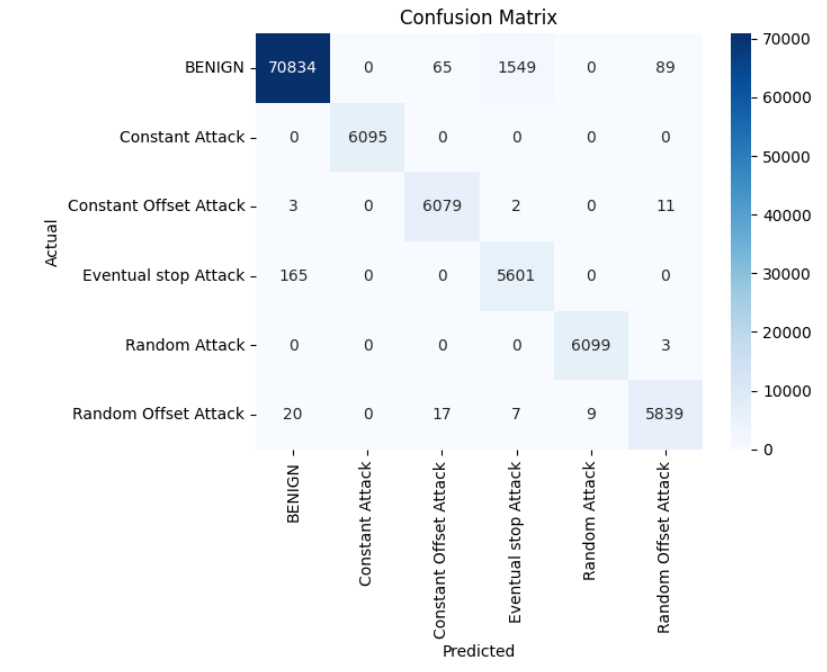 Confusion Matrix
BENIGN 70834 0 65 1549 0 89
Constant Attack 0 6095 0 0 0 0
Constant Offset Attack 3 0 6079 2 0 11
Eventual stop Attack 165 0 0 5601 0 0
Random Attack 0 0 0 0 6099 3
Random Offset Attack 20 0 17 7 9 5839
Actual
BENIGN
Constant Attack
Constant Offset Attack
Eventual stop Attack
Random Attack
Random Offset Attack
Predicted
70000
60000
50000
40000
30000
20000
10000
0